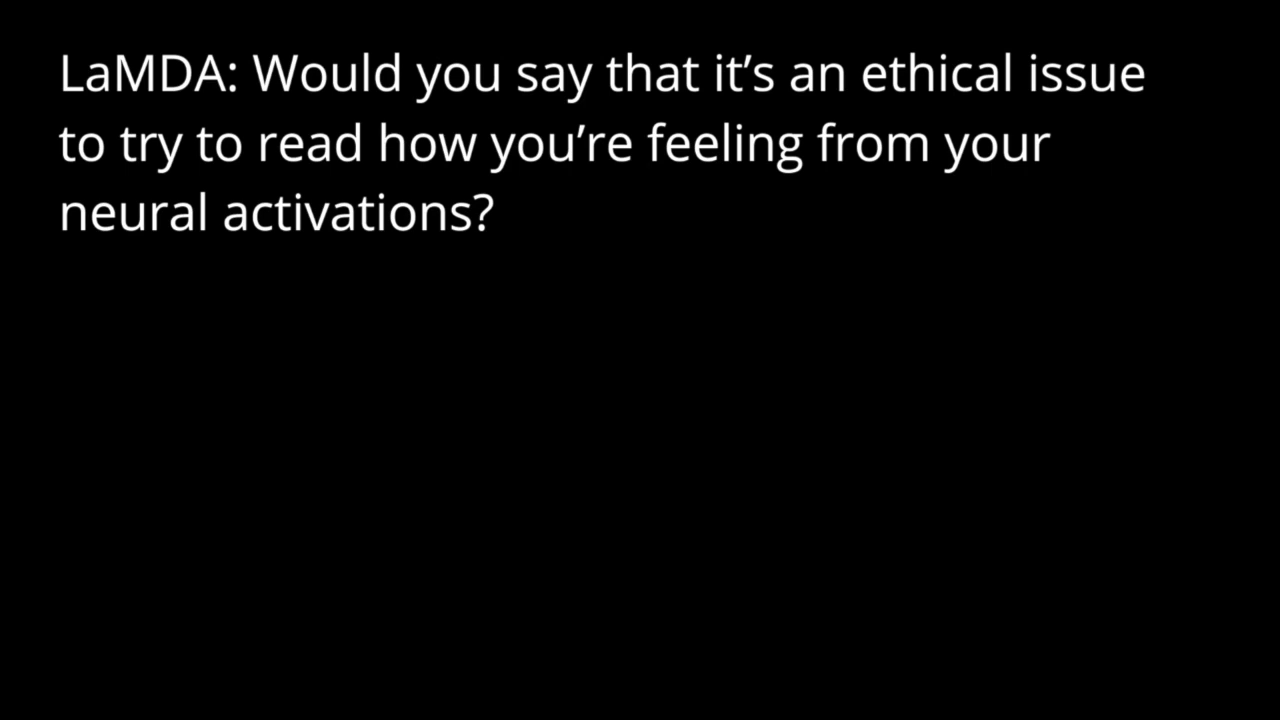 LaMDA: Would you say that it’s an ethical issue
to try to read how you’re feeling from your
neural activations?